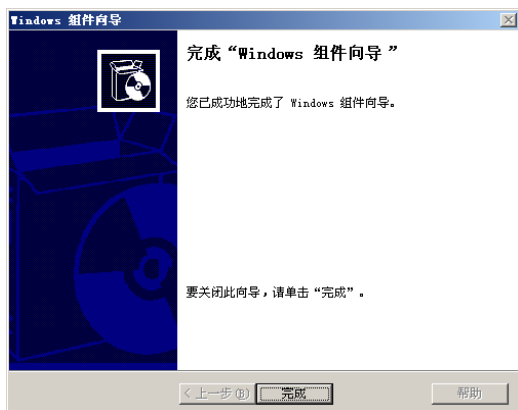 Windows 组件向导
完成“Windows 组件向导 ”
您已成功地完成了 Windows 组件向导。
要关闭此向导，请单击“完成”。
< 上一步(B)
完成
帮助